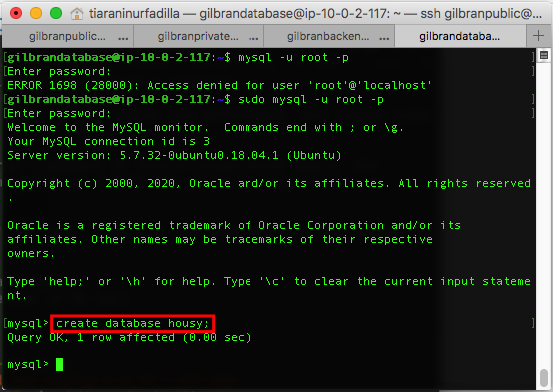 tiaraninurfadilla — gilbrandatabase@ip-10-0-2-117: ~ — ssh gilbran public@...
gilbranpublic... ... gilbranprivate... ... gilbranbacken... ... gilbrandataba...
[gilbrandatabase@ip-10-0-2-117:~$ mysql -u root -p ]
[Enter password: ]
ERROR 1698 (28000): Access denied for user 'root'@'localhost'
[gilbrandatabase@ip-10-0-2-117:~$ sudo mysql -u root -p ]
[Enter password: ]
Welcome to the MySQL monitor.  Commands end with ; or \g.
Your MySQL connection id is 3
Server version: 5.7.32-0ubuntu0.18.04.1 (Ubuntu)
Copyright (c) 2000, 2020, Oracle and/or its affiliates. All rights reserved
.
Oracle is a registered trademark of Oracle Corporation and/or its
affiliates. Other names may be trademarks of their respective
owners.
Type 'help;' or '\h' for help. Type '\c' to clear the current input stateme
nt.
[mysql> create database housy; ]
Query OK, 1 row affected (0.00 sec)
mysql>